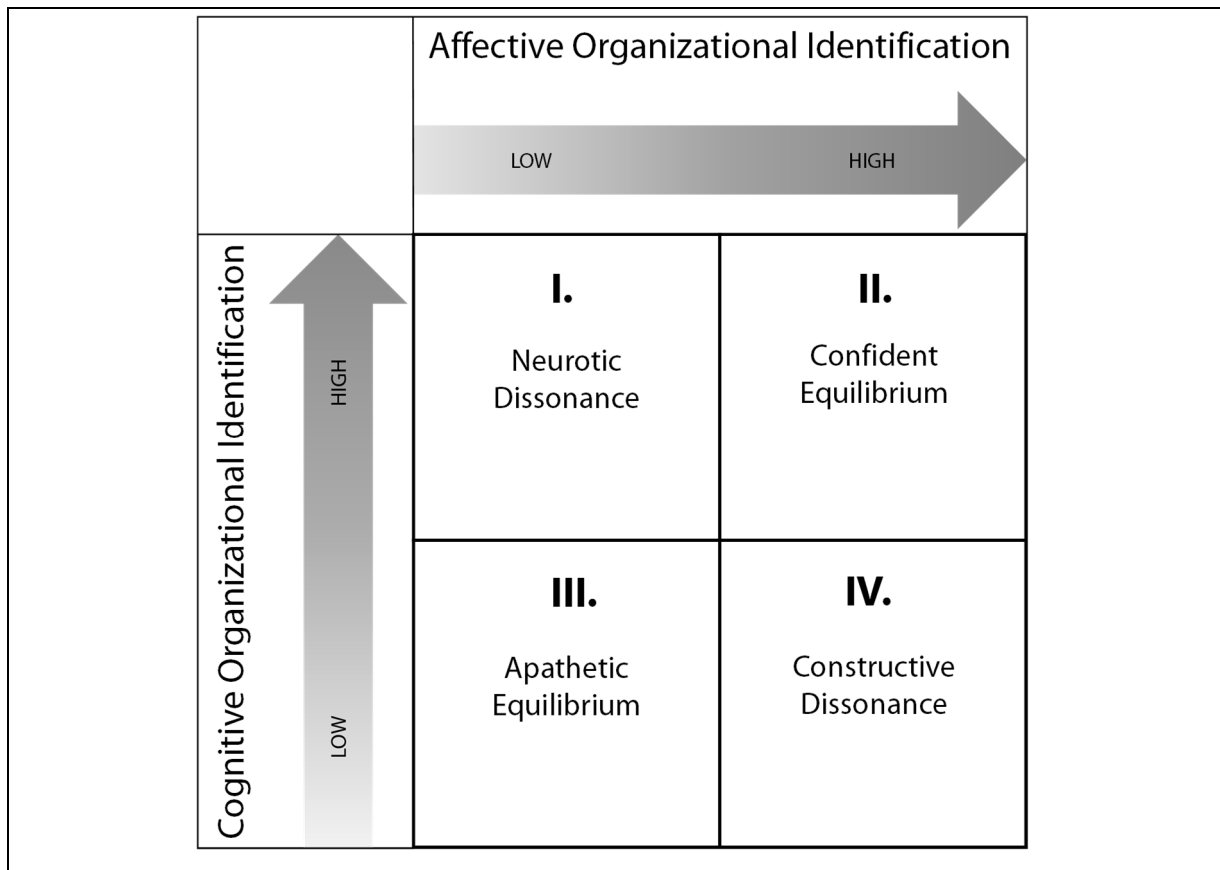 Affective Organizational Identification
LOW
HIGH
Cognitive Organizational Identification
HIGH
LOW
I.
Neurotic
Dissonance
II.
Confident
Equilibrium
III.
Apathetic
Equilibrium
IV.
Constructive
Dissonance